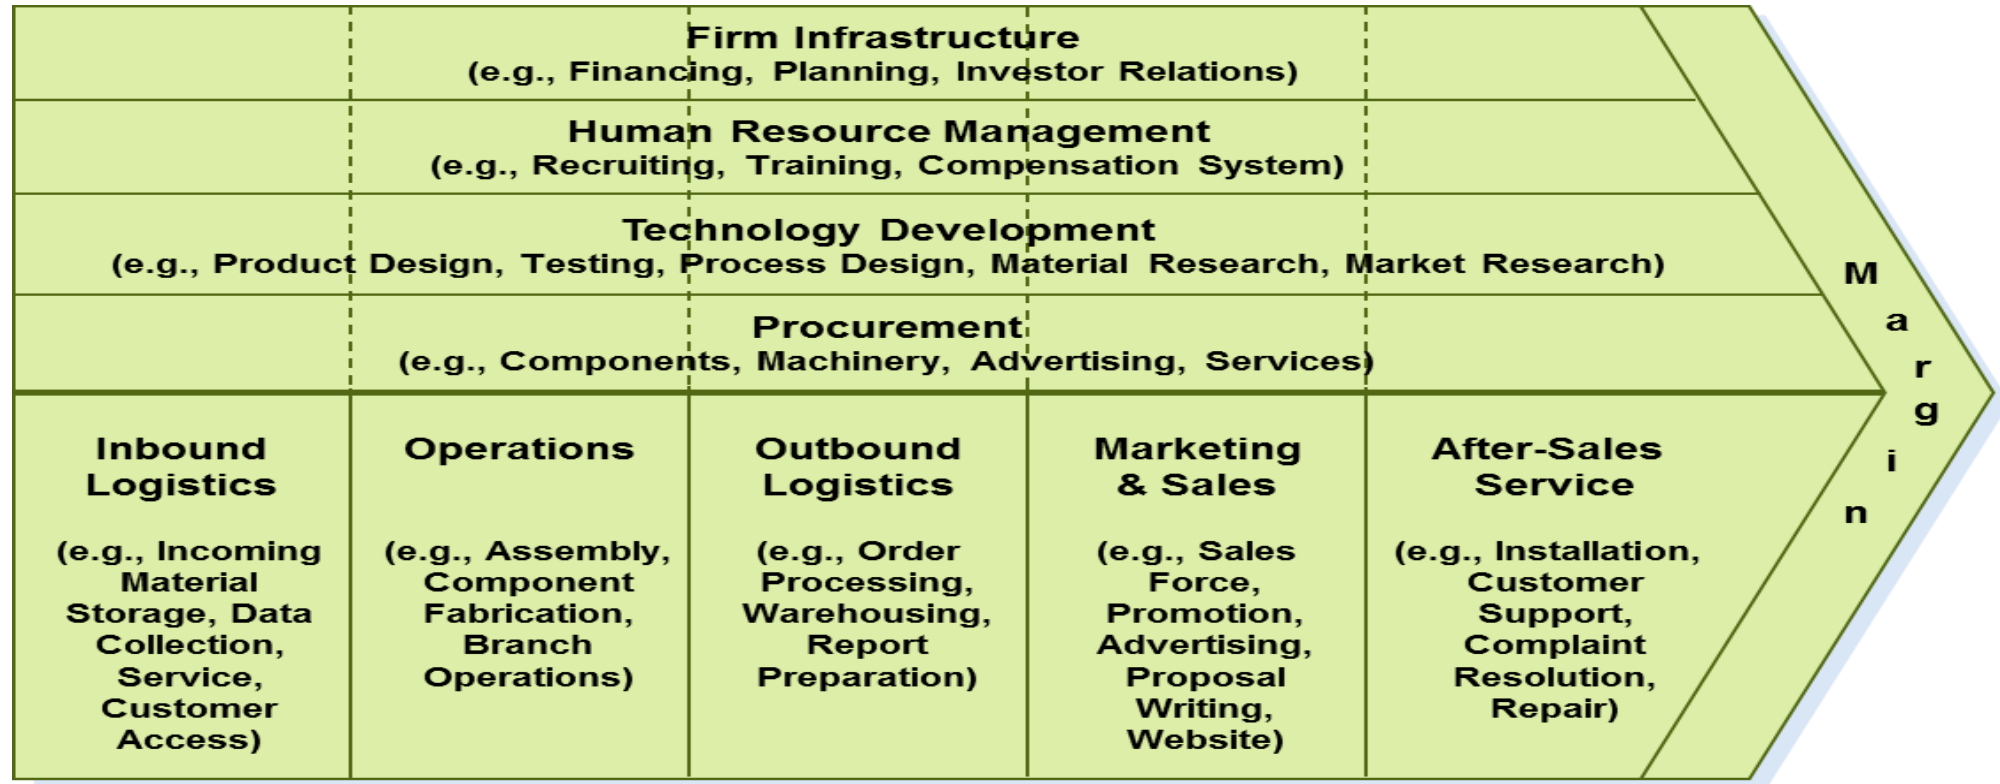 Firm Infrastructure
(e.g., Financing, Planning, Investor Relations)
Human Resource Management
(e.g., Recruiting, Training, Compensation System)
Technology Development
(e.g., Product Design, Testing, Process Design, Material Research, Market Research)
Procurement
(e.g., Components, Machinery, Advertising, Services)
Inbound
Logistics
(e.g., Incoming
Material
Storage, Data
Collection,
Service,
Customer
Access)
Operations
(e.g., Assembly,
Component
Fabrication,
Branch
Operations)
Outbound
Logistics
(e.g., Order
Processing,
Warehousing,
Report
Preparation)
Marketing
& Sales
(e.g., Sales
Force,
Promotion,
Advertising,
Proposal
Writing,
Website)
After-Sales
Service
(e.g., Installation,
Customer
Support,
Complaint
Resolution,
Repair)
Margin